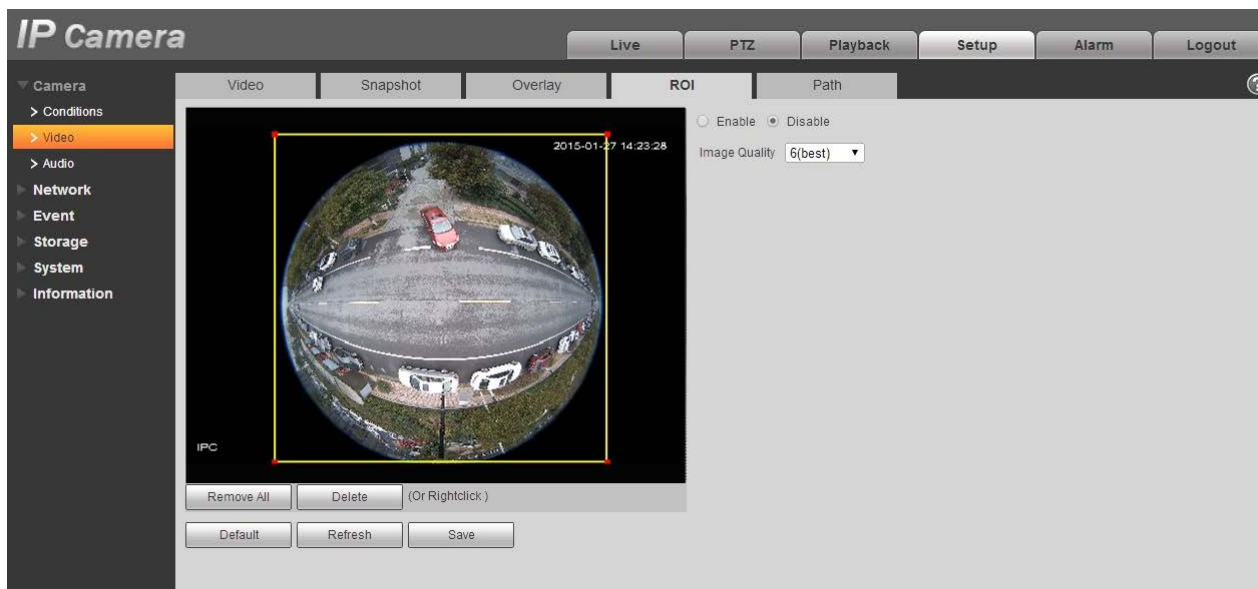 IP Camera
Live PTZ Playback Setup Alarm Logout
Camera
Conditions
Video
Audio
Network
Event
Storage
System
Information
Video Snapshot Overlay ROI Path
2015-01-27 14:23:28
IPC
Enable Disable
Image Quality 6(best)
Remove All Delete (Or Rightclick )
Default Refresh Save